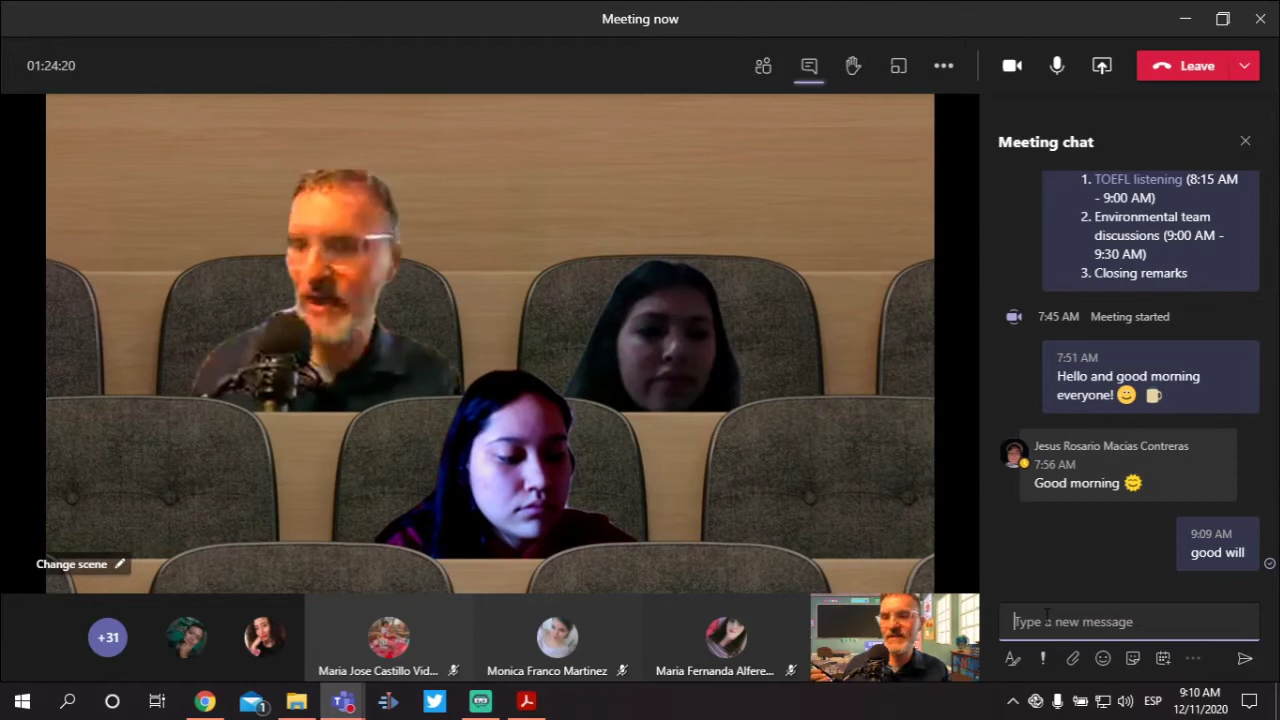 Meeting now
01:24:20
Leave
Meeting chat
1. TOEFL listening (8:15 AM
- 9:00 AM)
2. Environmental team
discussions (9:00 AM -
9:30 AM)
3. Closing remarks
7:45 AM Meeting started
7:51 AM
Hello and good morning
everyone!
Jesus Rosario Macias Contreras
7:56 AM
Good morning
9:09 AM
good will
Change scene
+31
Maria Jose Castillo Vid...
Monica Franco Martinez
Maria Fernanda Alfere...
Type a new message
1
ESP
9:10 AM
12/11/2020